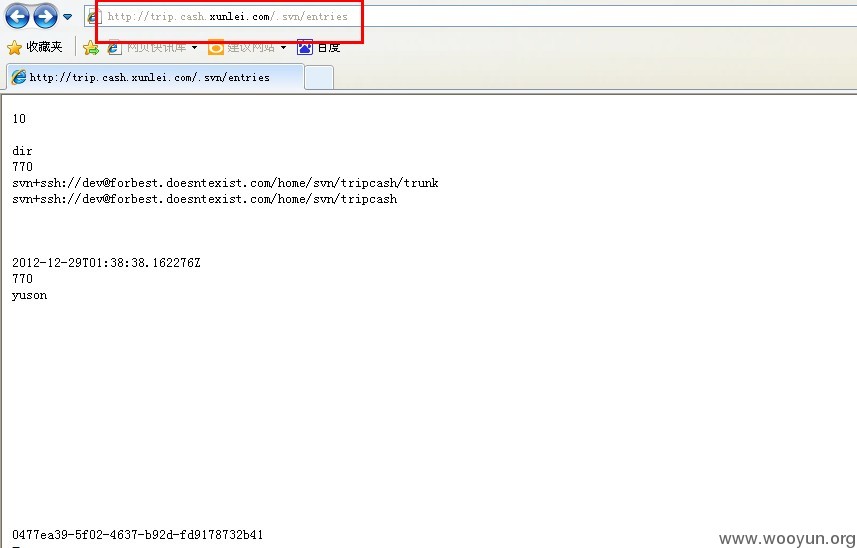 http://trip.cash.xunlei.com/.svn/entries
收藏夹 网页快讯库 建议网站 百度
http://trip.cash.xunlei.com/.svn/entries
10
dir
770
svn+ssh://dev@forbest.doesntexist.com/home/svn/tripcash/trunk
svn+ssh://dev@forbest.doesntexist.com/home/svn/tripcash
2012-12-29T01:38:38.162276Z
770
yuson
0477ea39-5f02-4637-b92d-fd9178732b41
www.wooyun.org